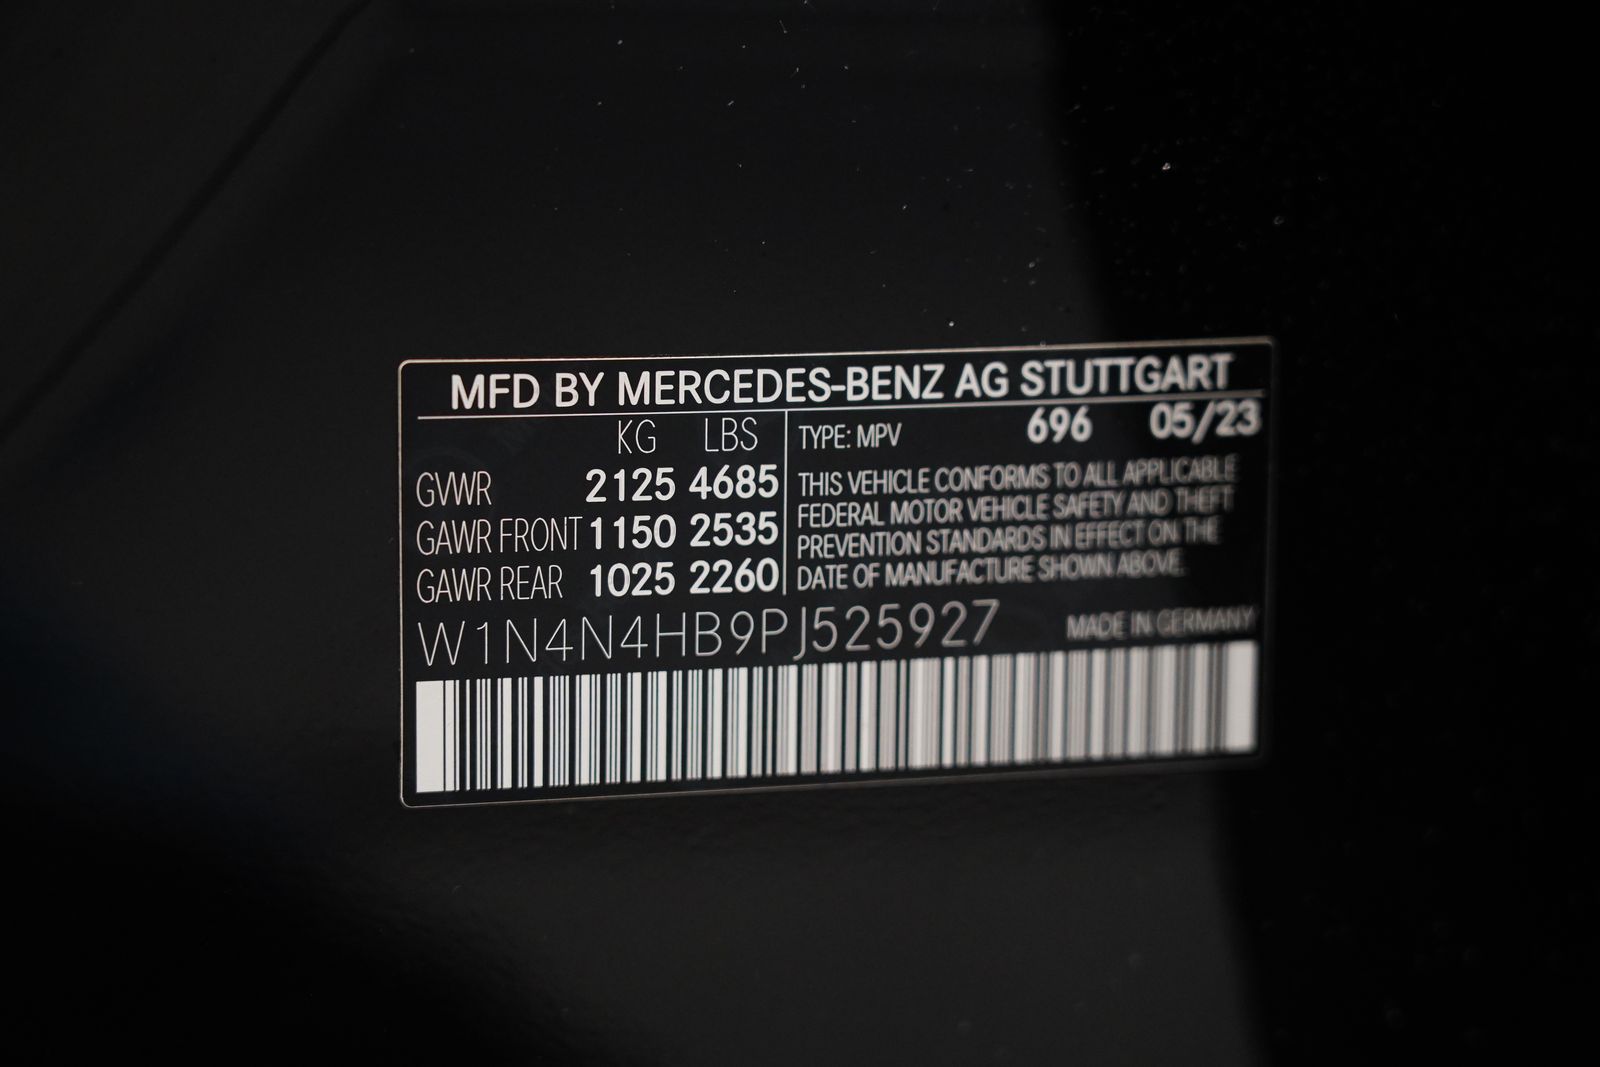 MFD BY MERCEDES-BENZ AG STUTTGART
KG LBS
GVWR 2125 4685
GAWR FRONT 1150 2535
GAWR REAR 1025 2260
TYPE: MPV 696 05/23
THIS VEHICLE CONFORMS TO ALL APPLICABLE
FEDERAL MOTOR VEHICLE SAFETY AND THEFT
PREVENTION STANDARDS IN EFFECT ON THE
DATE OF MANUFACTURE SHOWN ABOVE.
W1N4N4HB9PJ525927
MADE IN GERMANY